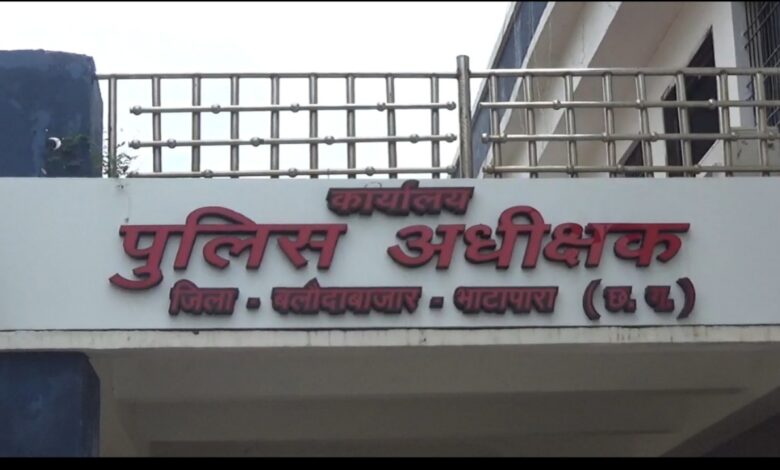 कार्यालय
पुलिस अधीक्षक
जिला - बलौदाबाजार - भाटापारा ( छ. ग. )